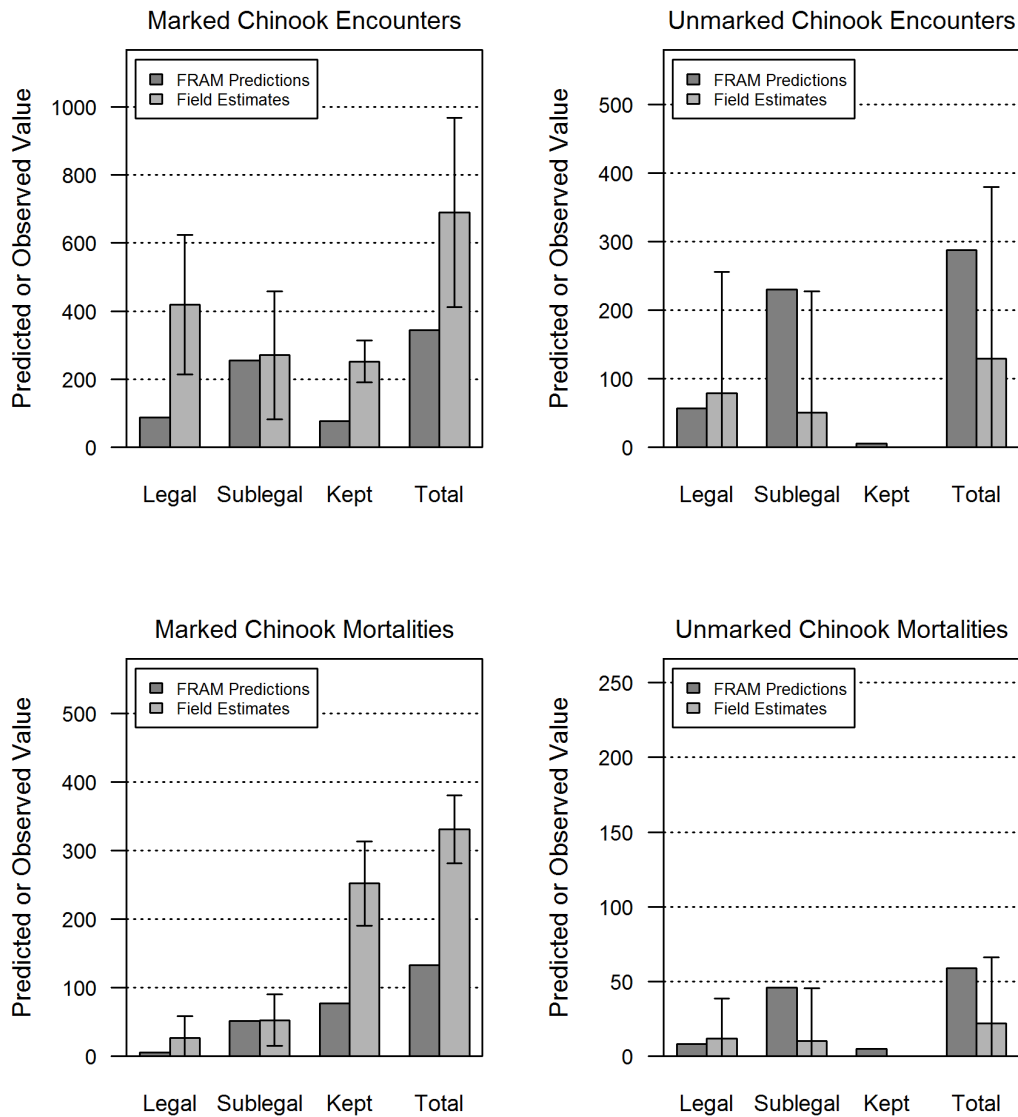 Marked Chinook Encounters
Predicted or Observed Value
FRAM Predictions
Field Estimates
1000
800
600
400
200
0
Legal Sublegal Kept Total
Unmarked Chinook Encounters
Predicted or Observed Value
FRAM Predictions
Field Estimates
500
400
300
200
100
0
Legal Sublegal Kept Total
Marked Chinook Mortalities
Predicted or Observed Value
FRAM Predictions
Field Estimates
500
400
300
200
100
0
Legal Sublegal Kept Total
Unmarked Chinook Mortalities
Predicted or Observed Value
FRAM Predictions
Field Estimates
250
200
150
100
50
0
Legal Sublegal Kept Total